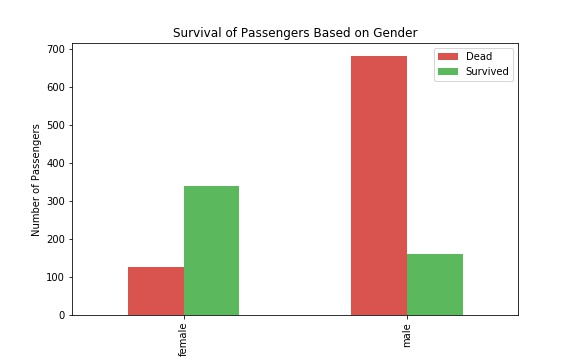 Survival of Passengers Based on Gender
Dead
Survived
700
600
500
400
300
200
100
0
Number of Passengers
female
male